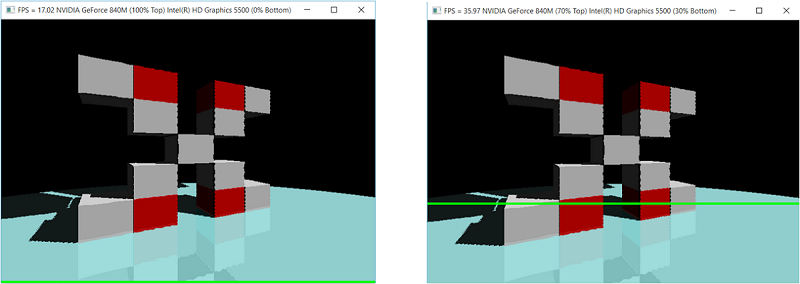 FPS = 17.02 NVIDIA GeForce 840M (100% Top) Intel(R) HD Graphics 5500 (0% Bottom)
FPS = 35.97 NVIDIA GeForce 840M (70% Top) Intel(R) HD Graphics 5500 (30% Bottom)